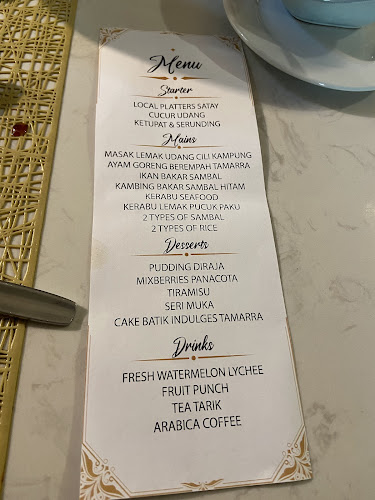 Menu
Starter
LOCAL PLATTERS SATAY
CUCUR UDANG
KETUPAT & SERUNDING
Mains
MASAK LEMAK UDANG CILI KAMPUNG
AYAM GORENG BEREMPAH TAMARRA
IKAN BAKAR SAMBAL
KAMBING BAKAR SAMBAL HITAM
KERABU SEAFOOD
KERABU LEMAK PUCUK PAKU
2 TYPES OF SAMBAL
2 TYPES OF RICE
Desserts
PUDDING DIRAJA
MIXBERRIES PANACOTA
TIRAMISU
SERI MUKA
CAKE BATIK INDULGES TAMARRA
Drinks
FRESH WATERMELON LYCHEE
FRUIT PUNCH
TEA TARIK
ARABICA COFFEE